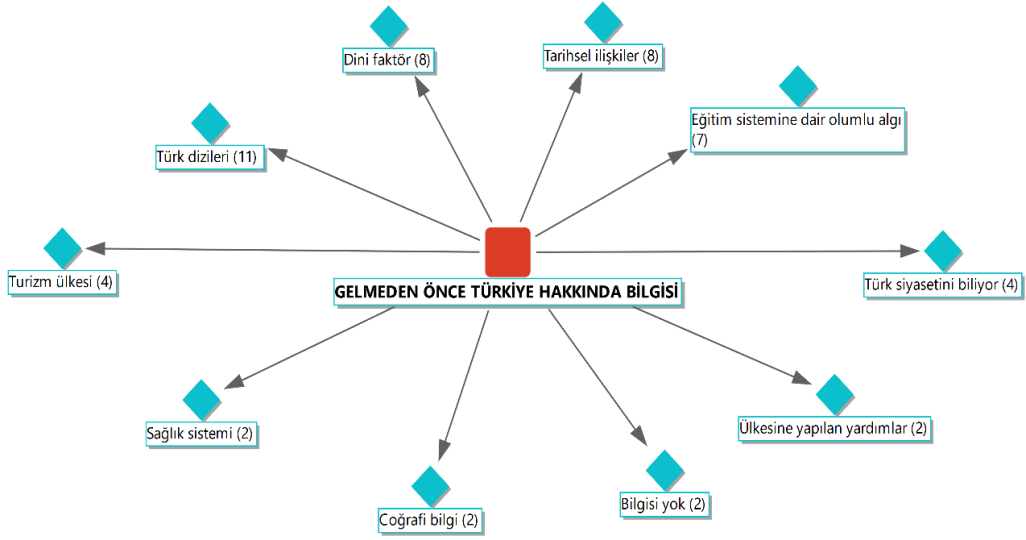 Dini faktör (8)
Tarihsel ilişkiler (8)
Eğitim sistemine dair olumlu algı
(7)
Türk dizileri (11)
Turizm ülkesi (4)
Türk siyasetini biliyor (4)
GELMEDEN ÖNCE TÜRKİYE HAKKINDA BİLGİSİ
Sağlık sistemi (2)
Ülkesine yapılan yardımlar (2)
Coğrafi bilgi (2)
Bilgisi yok (2)